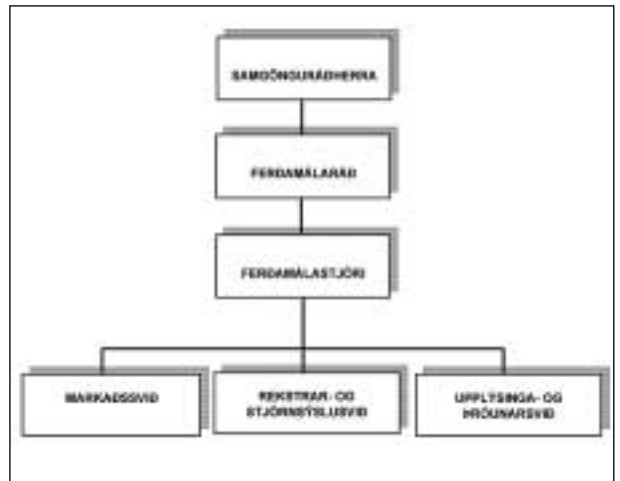 SAMGÖNGURÁÐHERRA
FERÐAMÁLARÁÐ
FERÐAMÁLASTJÓRI
MARKAÐSSVIÐ
REKSTRAR- OG
STJÓRNSÝSLUSVIÐ
UPPLÝSINGA- OG
ÞRÓUNARSVIÐ